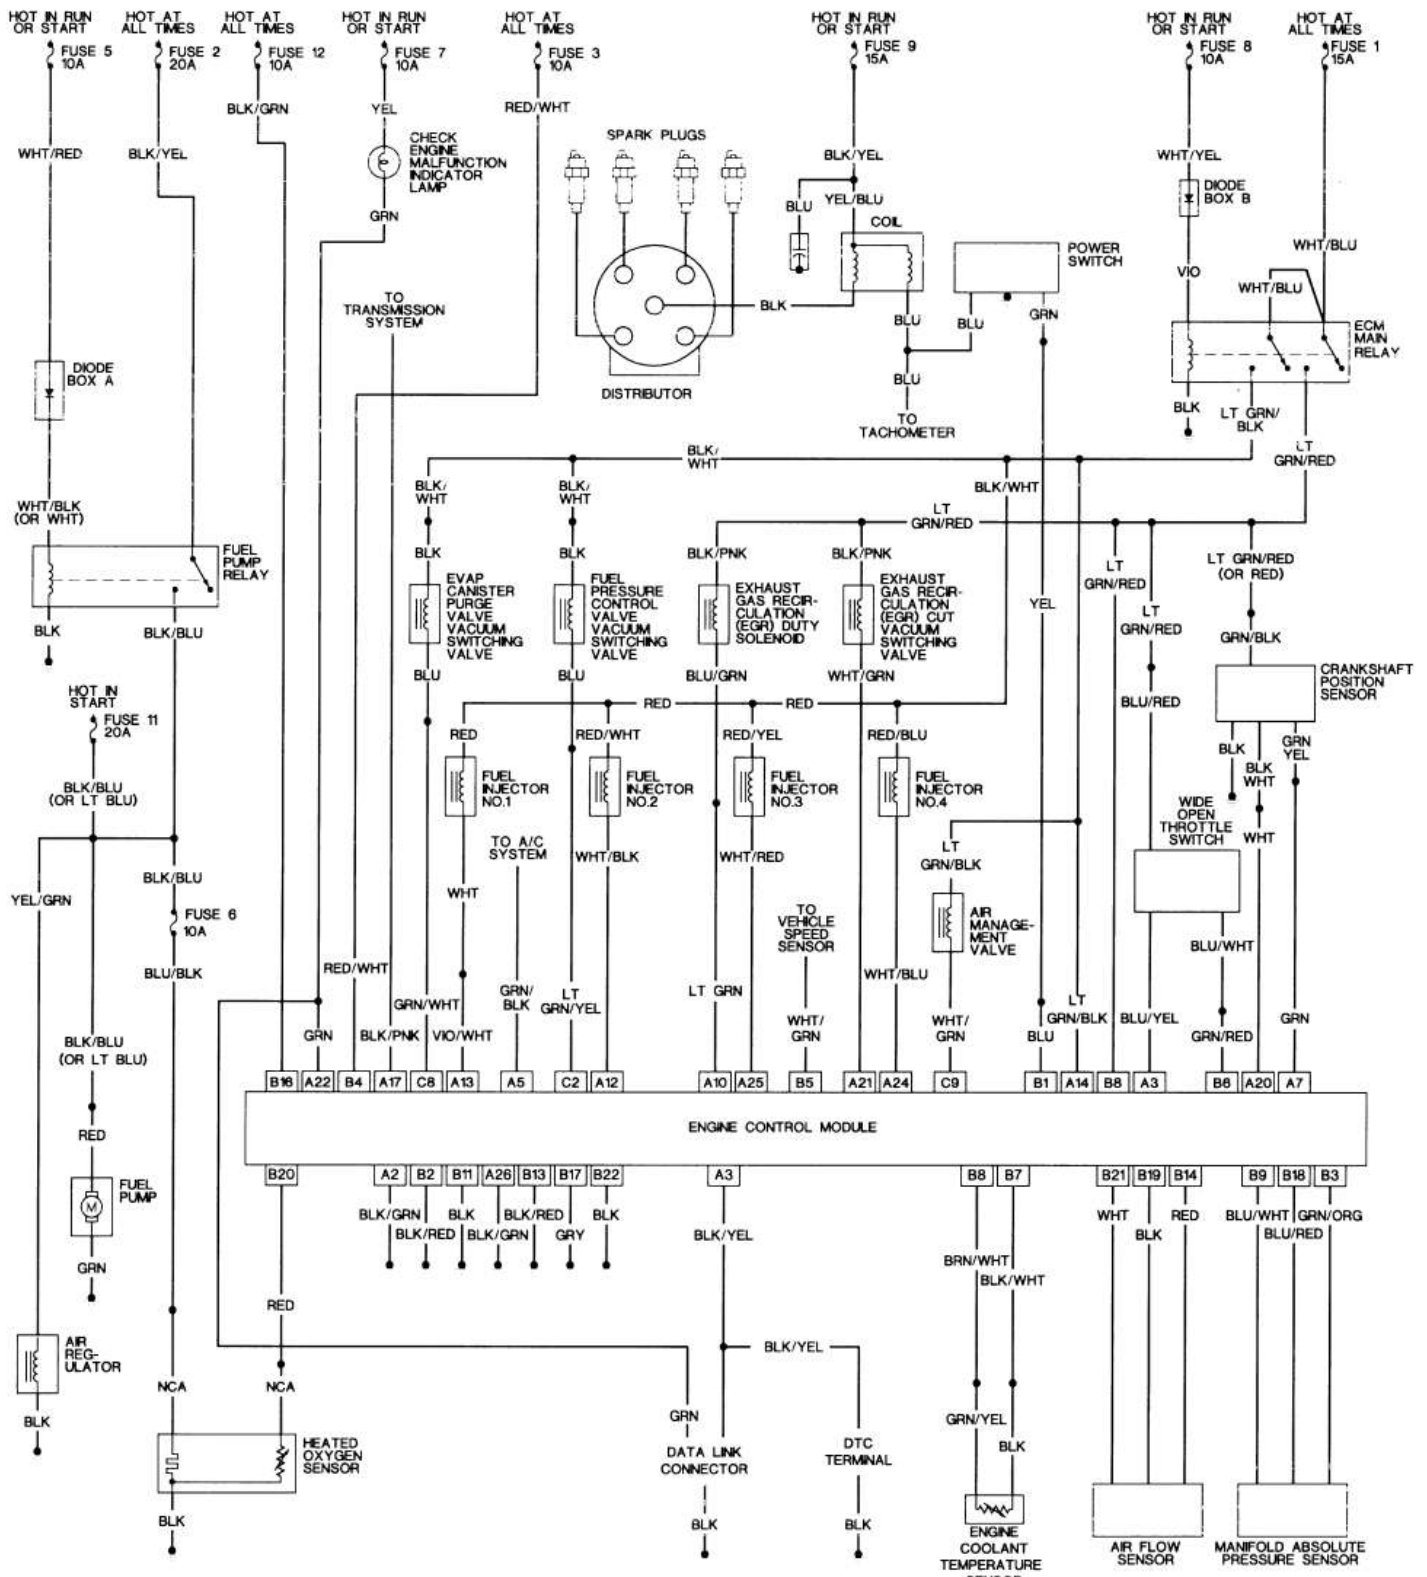 HOT IN RUN
OR START
FUSE 5
10A
HOT AT
ALL TIMES
FUSE 2
20A
HOT AT
ALL TIMES
FUSE 12
10A
HOT IN RUN
OR START
FUSE 7
10A
HOT AT
ALL TIMES
FUSE 3
10A
HOT IN RUN
OR START
FUSE 9
15A
HOT IN RUN
OR START
FUSE 8
10A
HOT AT
ALL TIMES
FUSE 1
15A
BLK/GRN
YEL
RED/WHT
WHT/RED
BLK/YEL
CHECK
ENGINE
MALFUNCTION
INDICATOR
LAMP
GRN
SPARK PLUGS
BLK/YEL
BLU
YEL/BLU
COIL
WHT/YEL
DIODE
BOX B
POWER
SWITCH
WHT/BLU
VIO
WHT/BLU
TO
TRANSMISSION
SYSTEM
BLK
BLU
BLU
GRN
ECM
MAIN
RELAY
DIODE
BOX A
DISTRIBUTOR
BLU
TO
TACHOMETER
BLK
LT GRN/
BLK
LT
GRN/RED
BLK/
WHT
BLK/
WHT
BLK/
WHT
BLK/WHT
WHT/BLK
(OR WHT)
LT
GRN/RED
FUEL
PUMP
RELAY
BLK
BLK
BLK/PNK
BLK/PNK
LT
GRN/RED
LT GRN/RED
(OR RED)
EVAP
CANISTER
PURGE
VALVE
VACUUM
SWITCHING
VALVE
FUEL
PRESSURE
CONTROL
VALVE
VACUUM
SWITCHING
VALVE
EXHAUST
GAS RECIR-
CULATION
(EGR) DUTY
SOLENOID
EXHAUST
GAS RECIR-
CULATION
(EGR) CUT
VACUUM
SWITCHING
VALVE
YEL
LT
GRN/RED
GRN/BLK
BLK
BLK/BLU
BLU
BLU
BLU/GRN
WHT/GRN
CRANKSHAFT
POSITION
SENSOR
HOT IN
START
FUSE 11
20A
RED
RED
BLU/RED
RED
RED/WHT
RED/YEL
RED/BLU
BLK
BLK
WHT
GRN
YEL
BLK/BLU
(OR LT BLU)
FUEL
INJECTOR
NO.1
FUEL
INJECTOR
NO.2
FUEL
INJECTOR
NO.3
FUEL
INJECTOR
NO.4
WIDE
OPEN
THROTTLE
SWITCH
TO A/C
SYSTEM
WHT/BLK
WHT/RED
LT
GRN/BLK
WHT
BLK/BLU
YEL/GRN
WHT
FUSE 6
10A
TO
VEHICLE
SPEED
SENSOR
AIR
MANAGE-
MENT
VALVE
BLU/BLK
RED/WHT
BLU/WHT
WHT/BLU
GRN/WHT
GRN/
BLK
LT
GRN/YEL
LT GRN
LT
GRN/BLK
GRN
BLK/PNK
VIO/WHT
WHT/
GRN
WHT/
GRN
BLU
BLU/YEL
GRN/RED
GRN
BLK/BLU
(OR LT BLU)
B16 A22 B4 A17 C8 A13 A5 C2 A12 A10 A25 B5 A21 A24 C9 B1 A14 B8 A3 B6 A20 A7
ENGINE CONTROL MODULE
RED
B20 A2 B2 B11 A26 B13 B17 B22 A3 B8 B7 B21 B19 B14 B9 B18 B3
FUEL
PUMP
M
BLK/GRN
BLK
BLK/RED
BLK
BLK/RED
BLK/GRN
GRY
BLK/YEL
WHT
RED
BLK
BLU/WHT
GRN/ORG
BLU/RED
GRN
BRN/WHT
BLK/WHT
RED
AIR
REG-
ULATOR
BLK/YEL
NCA
NCA
BLK
GRN
GRN/YEL
BLK
HEATED
OXYGEN
SENSOR
DATA LINK
CONNECTOR
DTC
TERMINAL
BLK
BLK
BLK
ENGINE
COOLANT
TEMPERATURE
AIR FLOW
SENSOR
MANIFOLD ABSOLUTE
PRESSURE SENSOR